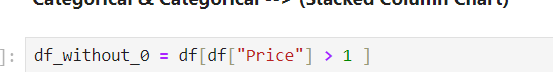 Categorical & Categorical --> (Stacked Column Chart)
]: df_without_0 = df[df["Price"] > 1 ]